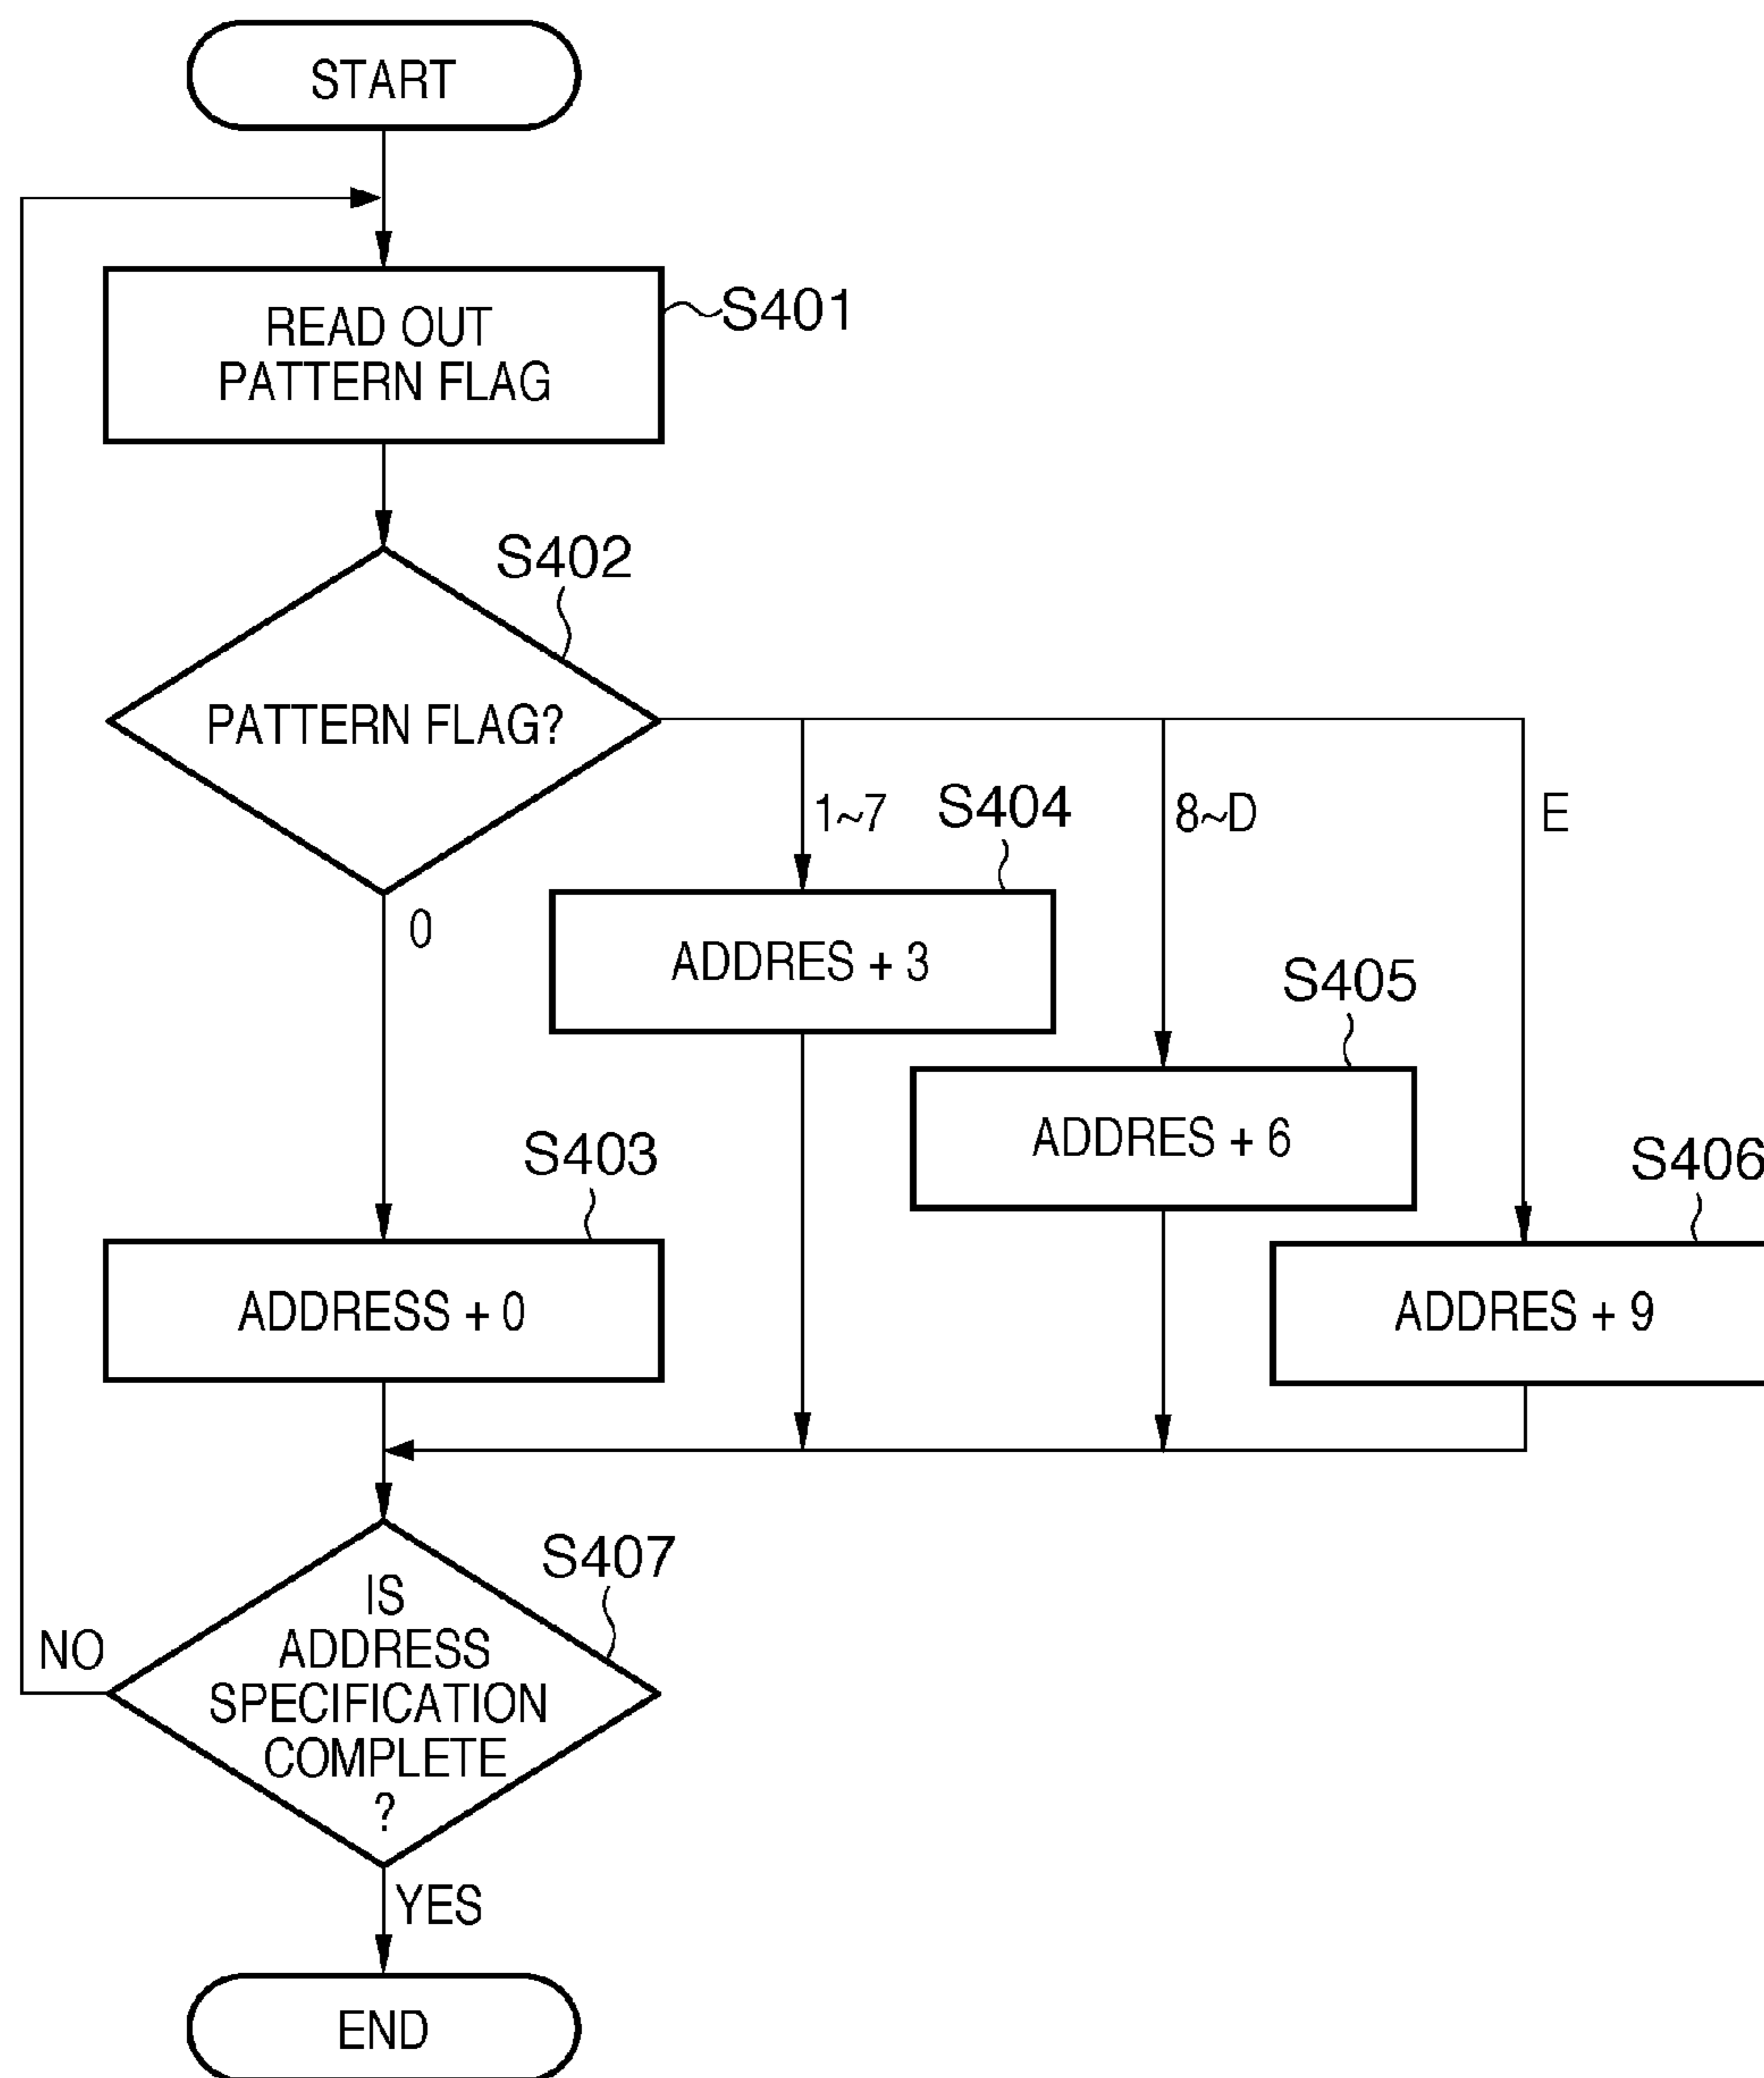 START
READ OUT
PATTERN FLAG
S401
S402
PATTERN FLAG?
1~7
S404
8~D
E
0
ADDRES + 3
S405
ADDRES + 6
S403
S406
ADDRESS + 0
ADDRES + 9
S407
IS
ADDRESS
SPECIFICATION
COMPLETE
?
NO
YES
END